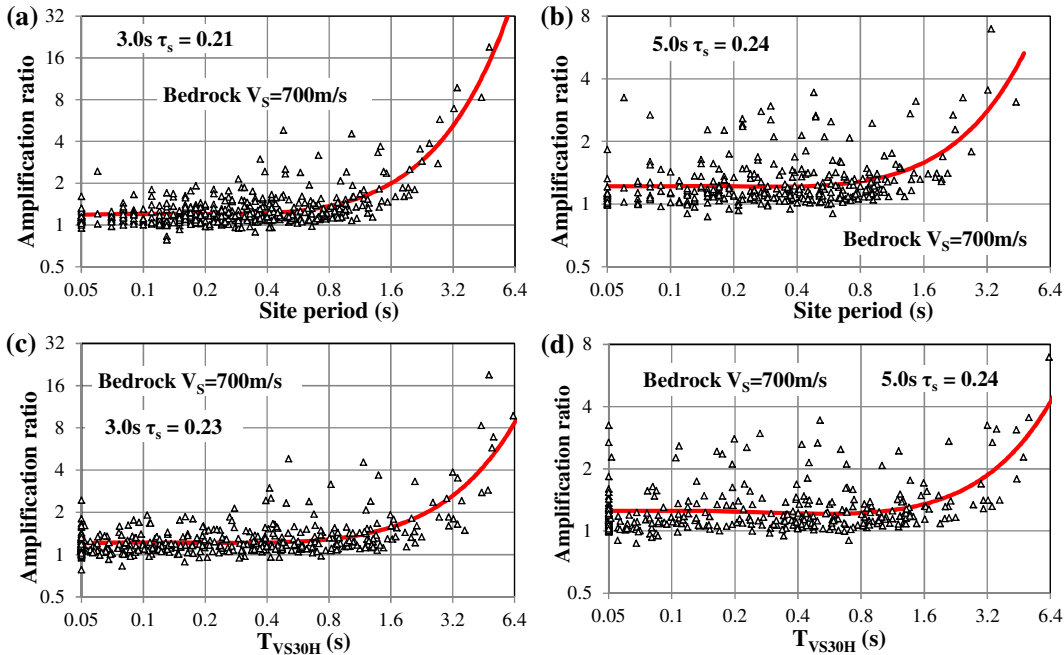 (a)
32
16
8
4
2
1
0.5
Amplification ratio
3.0s τs = 0.21
Bedrock VS=700m/s
0.05 0.1 0.2 0.4 0.8 1.6 3.2 6.4
Site period (s)
(b)
8
4
2
1
0.5
Amplification ratio
5.0s τs = 0.24
Bedrock VS=700m/s
0.05 0.1 0.2 0.4 0.8 1.6 3.2 6.4
Site period (s)
(c)
32
16
8
4
2
1
0.5
Amplification ratio
Bedrock VS=700m/s
3.0s τs = 0.23
0.05 0.1 0.2 0.4 0.8 1.6 3.2 6.4
TVS30H (s)
(d)
8
4
2
1
0.5
Amplification ratio
Bedrock VS=700m/s 5.0s τs = 0.24
0.05 0.1 0.2 0.4 0.8 1.6 3.2 6.4
TVS30H (s)